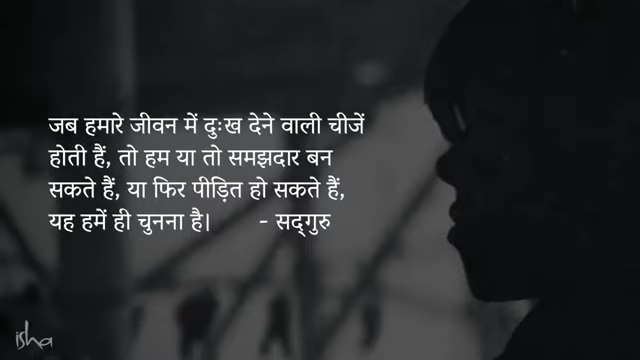 जब हमारे जीवन में दुःख देने वाली चीजें
होती हैं, तो हम या तो समझदार बन
सकते हैं, या फिर पीड़ित हो सकते हैं,
यह हमें ही चुनना है। - सद्‌गुरु
isha